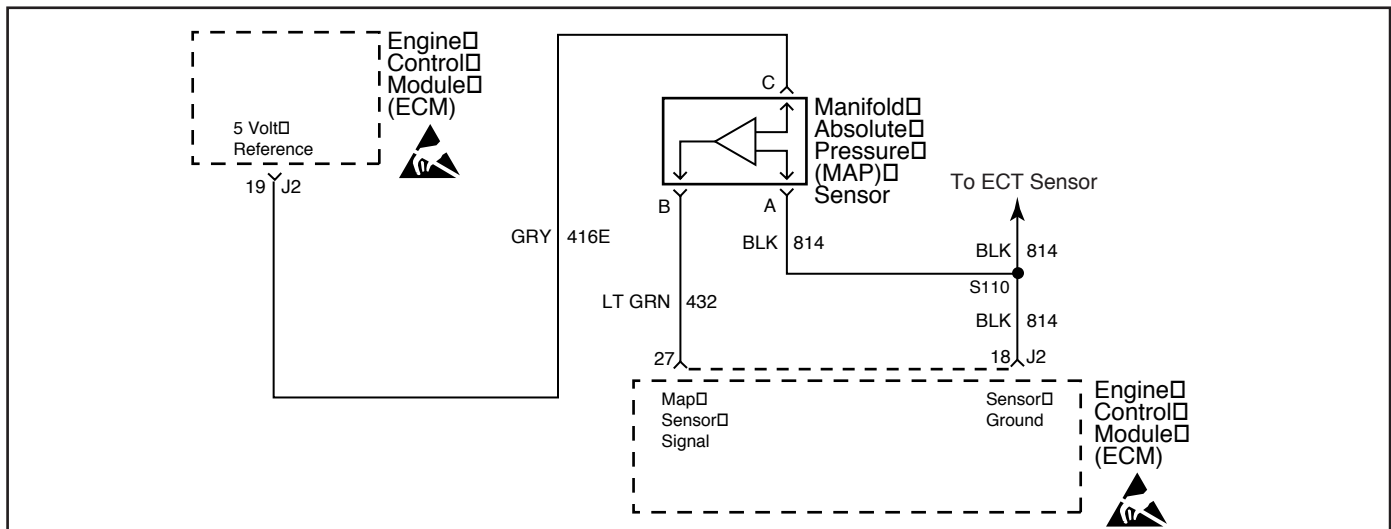 Engine
Control
Module
(ECM)
5 Volt
Reference
19 J2
C
Manifold
Absolute
Pressure
(MAP)
Sensor
To ECT Sensor
B A
GRY 416E
BLK 814
BLK 814
S110
LT GRN 432
BLK 814
27
18 J2
Map
Sensor
Signal
Sensor
Ground
Engine
Control
Module
(ECM)